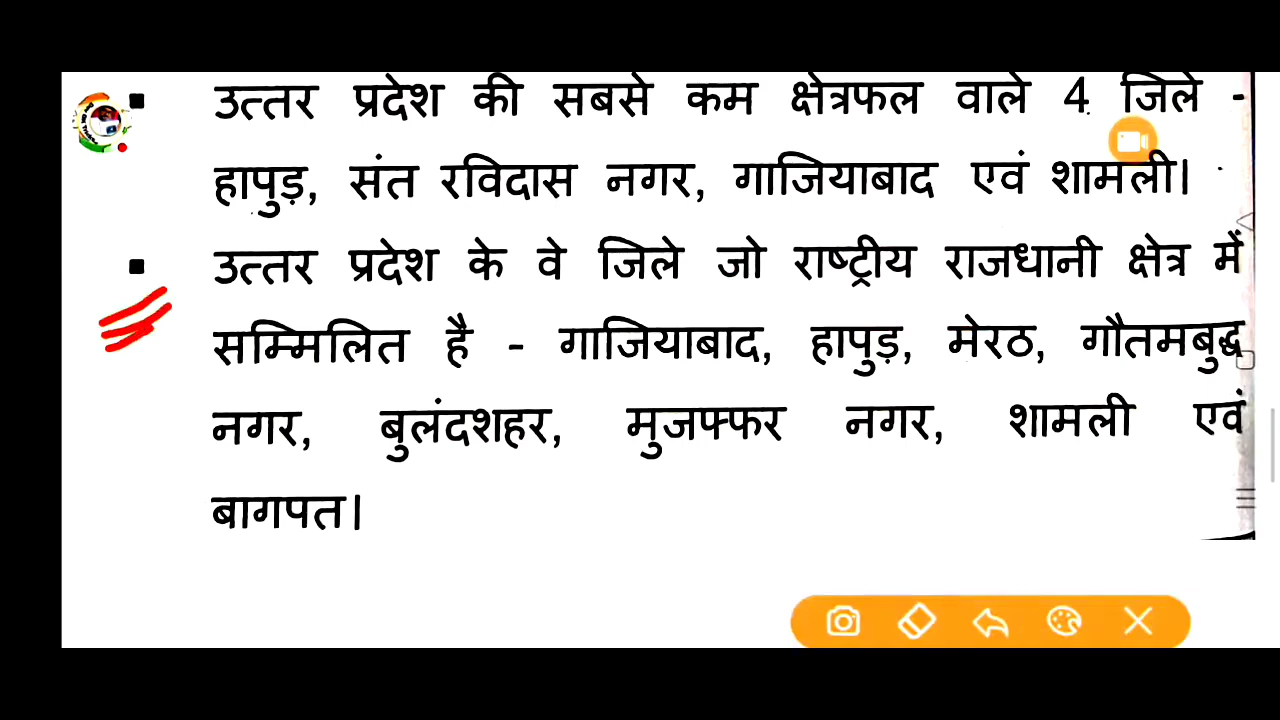 उत्तर प्रदेश की सबसे कम क्षेत्रफल वाले 4 जिले -
हापुड़, संत रविदास नगर, गाजियाबाद एवं शामली।
उत्तर प्रदेश के वे जिले जो राष्ट्रीय राजधानी क्षेत्र में
सम्मिलित है - गाजियाबाद, हापुड़, मेरठ, गौतमबुद्ध
नगर, बुलंदशहर, मुजफ्फर नगर, शामली एवं
बागपत।